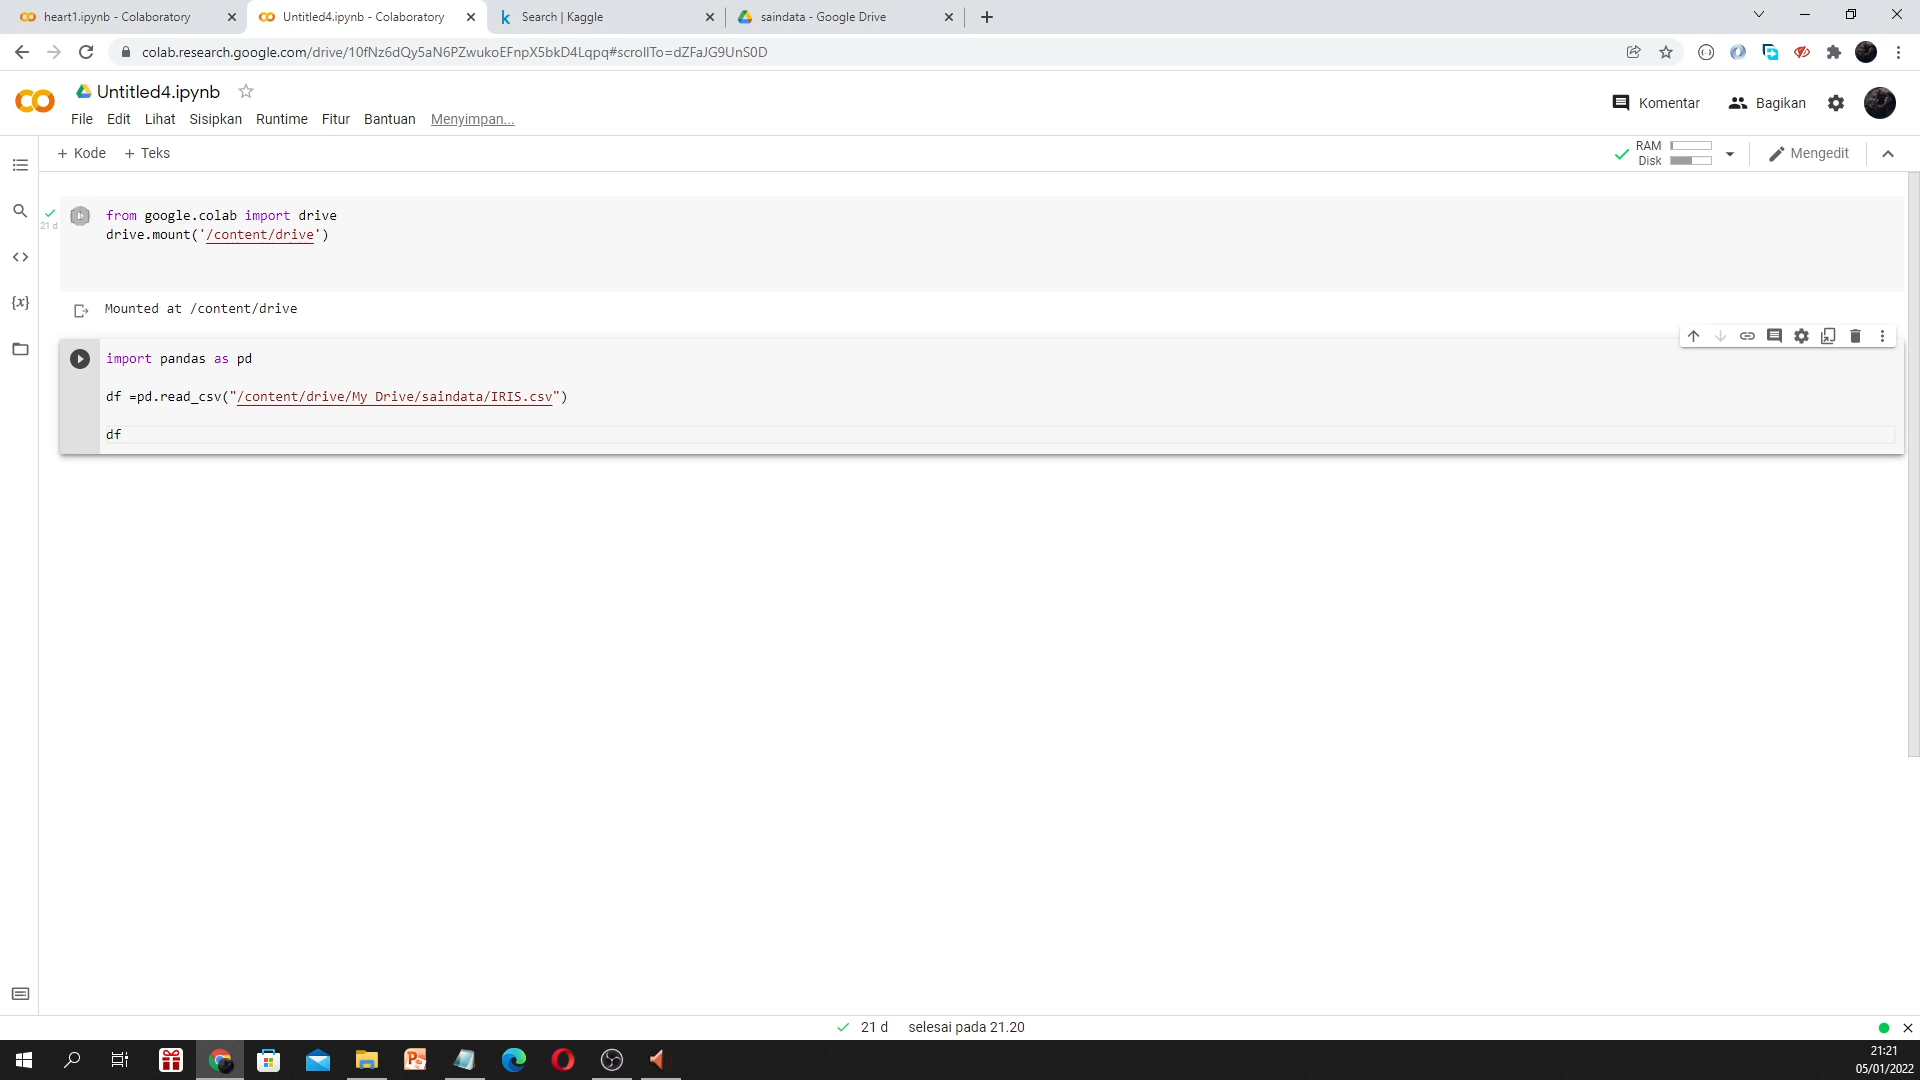 heart1.ipynb - Colaboratory
Untitled4.ipynb - Colaboratory
Search | Kaggle
saindata - Google Drive
colab.research.google.com/drive/10fNz6dQy5aN6PZwukoEFnpX5bkD4Lqpq#scrollTo=dZFaJG9UnS0D
Untitled4.ipynb
File Edit Lihat Sisipkan Runtime Fitur Bantuan Menyimpan...
Komentar
Bagikan
+ Kode + Teks
RAM
Disk
Mengedit
21 d
from google.colab import drive
drive.mount('/content/drive')
Mounted at /content/drive
import pandas as pd
df =pd.read_csv("/content/drive/My Drive/saindata/IRIS.csv")
df
{x}
21 d selesai pada 21.20
21:21
05/01/2022